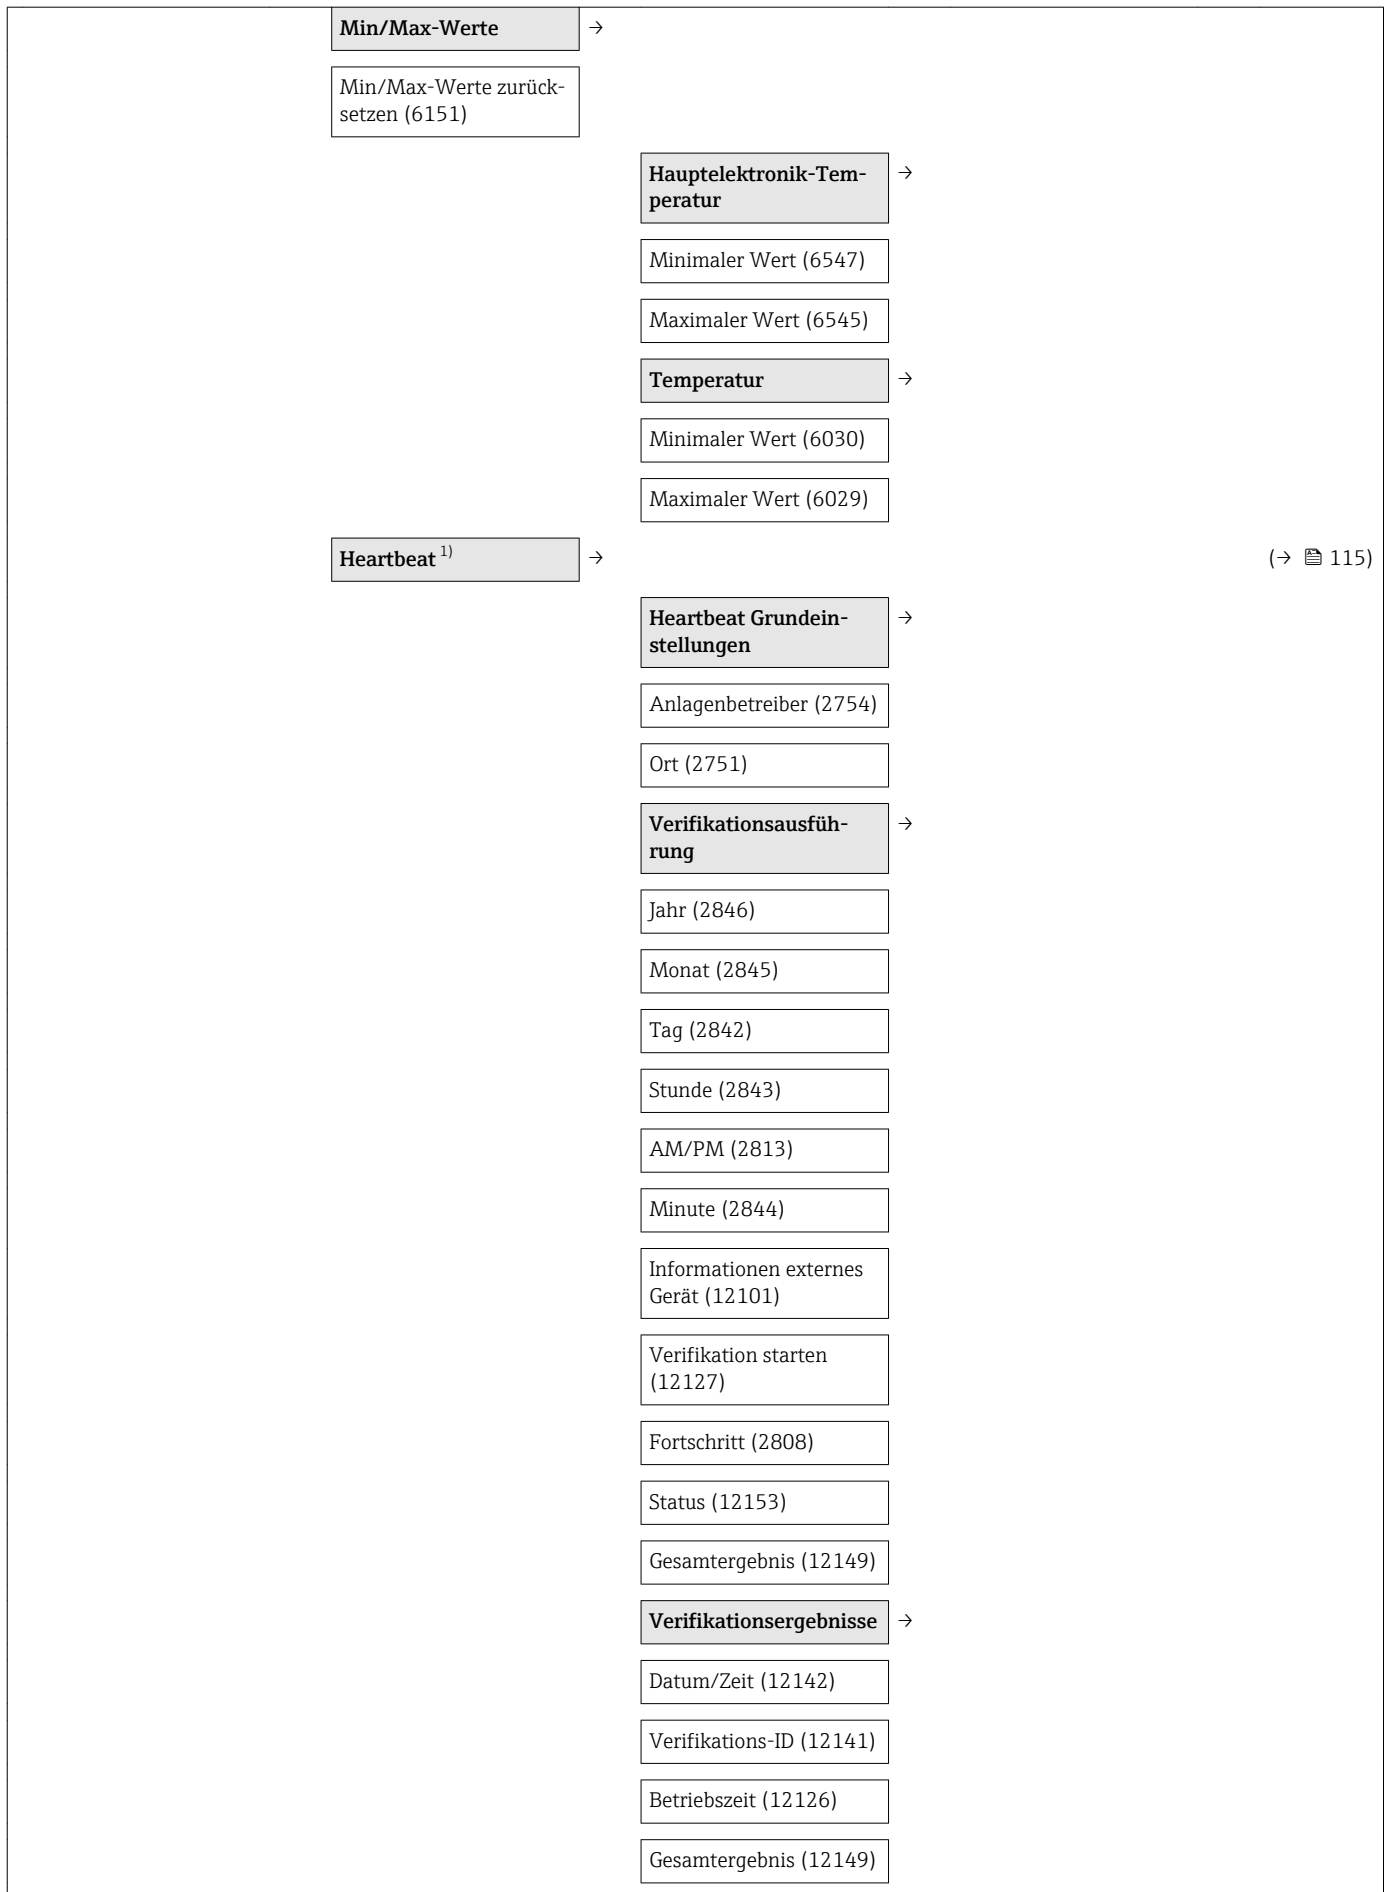 Min/Max-Werte →
Min/Max-Werte zurück-
setzen (6151)
Hauptelektronik-Tem- →
peratur
Minimaler Wert (6547)
Maximaler Wert (6545)
Temperatur →
Minimaler Wert (6030)
Maximaler Wert (6029)
Heartbeat 1) → (→ 🖺 115)
Heartbeat Grundein- →
stellungen
Anlagenbetreiber (2754)
Ort (2751)
Verifikationsausfüh- →
rung
Jahr (2846)
Monat (2845)
Tag (2842)
Stunde (2843)
AM/PM (2813)
Minute (2844)
Informationen externes
Gerät (12101)
Verifikation starten
(12127)
Fortschritt (2808)
Status (12153)
Gesamtergebnis (12149)
Verifikationsergebnisse →
Datum/Zeit (12142)
Verifikations-ID (12141)
Betriebszeit (12126)
Gesamtergebnis (12149)